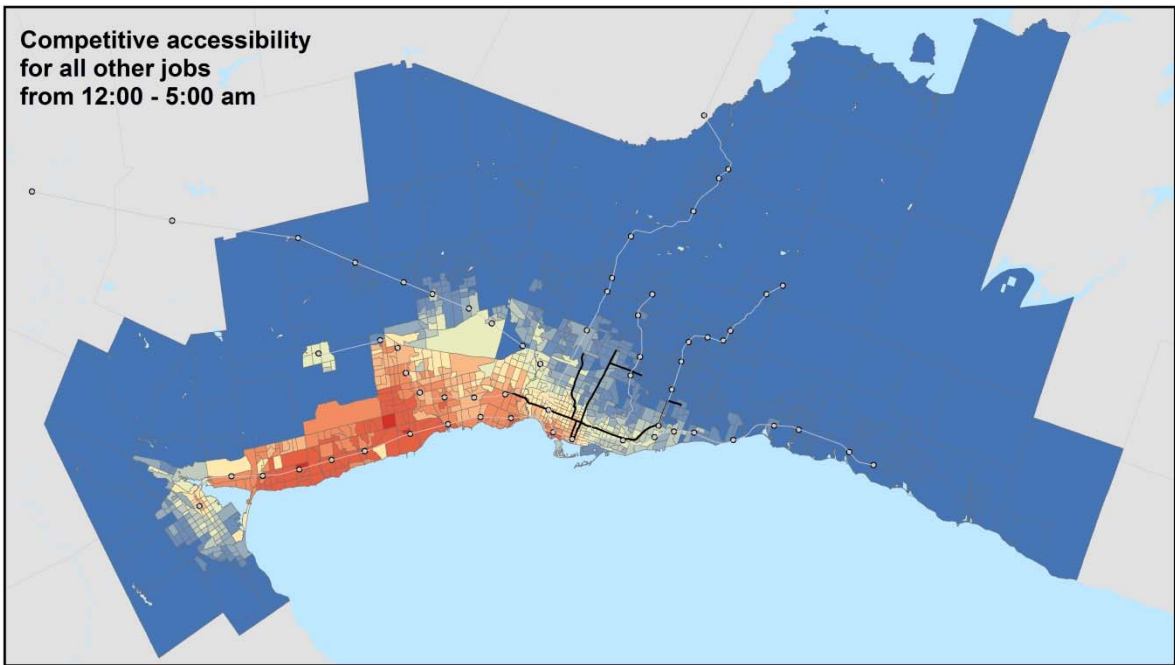 Competitive accessibility
for all other jobs
from 12:00 - 5:00 am